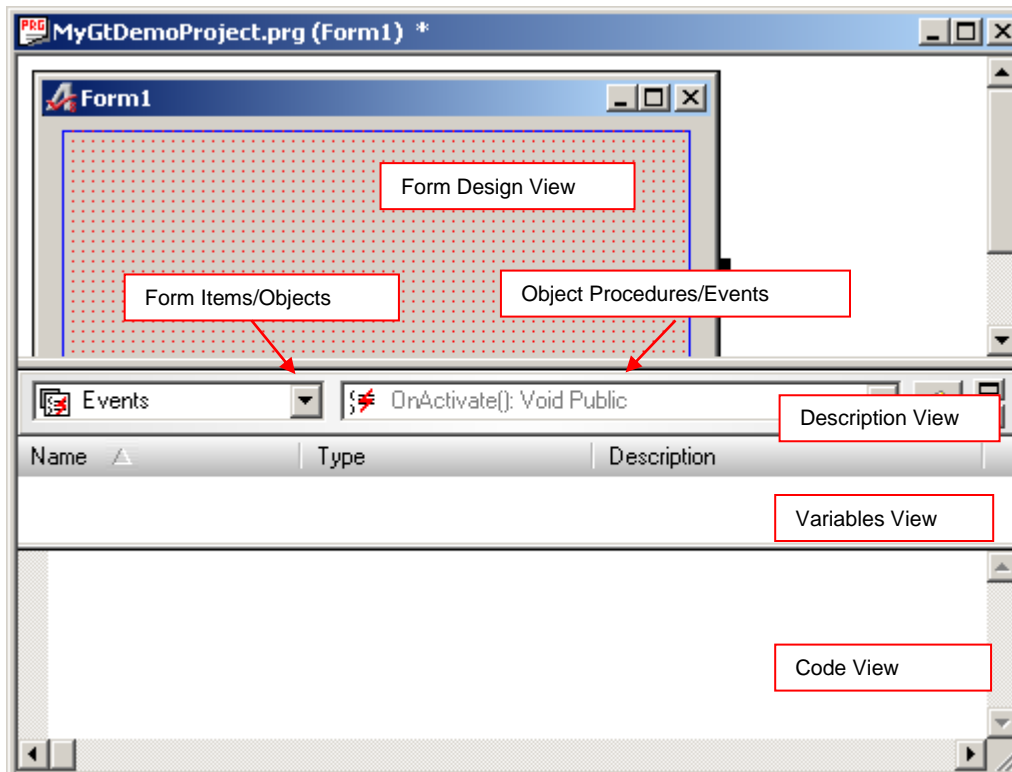 MyGtDemoProject.prg (Form1) *
Form1
Form Design View
Form Items/Objects
Object Procedures/Events
Events
OnActivate(): Void Public
Description View
Name
Type
Description
Variables View
Code View